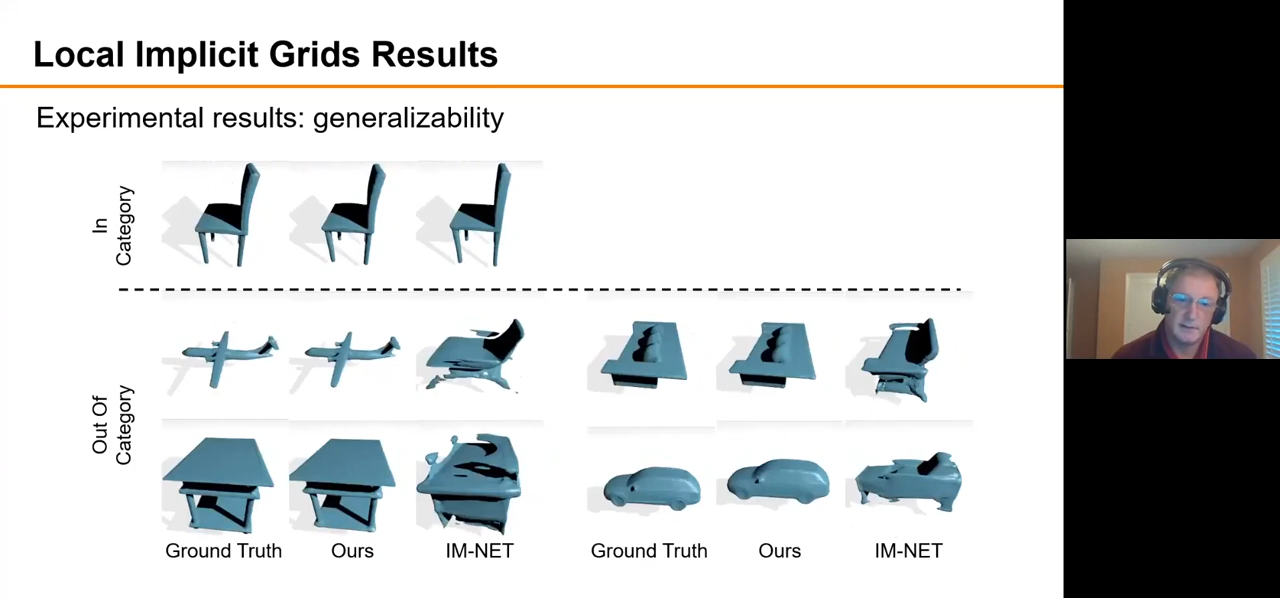 Local Implicit Grids Results
Experimental results: generalizability
In
Category
Out Of
Category
Ground Truth
Ours
IM-NET
Ground Truth
Ours
IM-NET